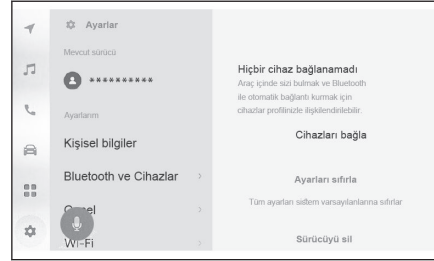 Ayarlar
Mevcut sürücü
**********
Ayarlarım
Kişisel bilgiler
Bluetooth ve Cihazlar
Wi-Fi
Hiçbir cihaz bağlanamadı
Araç içinde sizi bulmak ve Bluetooth
ile otomatik bağlantı kurmak için
cihazlar profilinizle ilişkilendirilebilir.
Cihazları bağla
Ayarları sıfırla
Tüm ayarları sistem varsayılanlarına sıfırlar
Sürücüyü sil